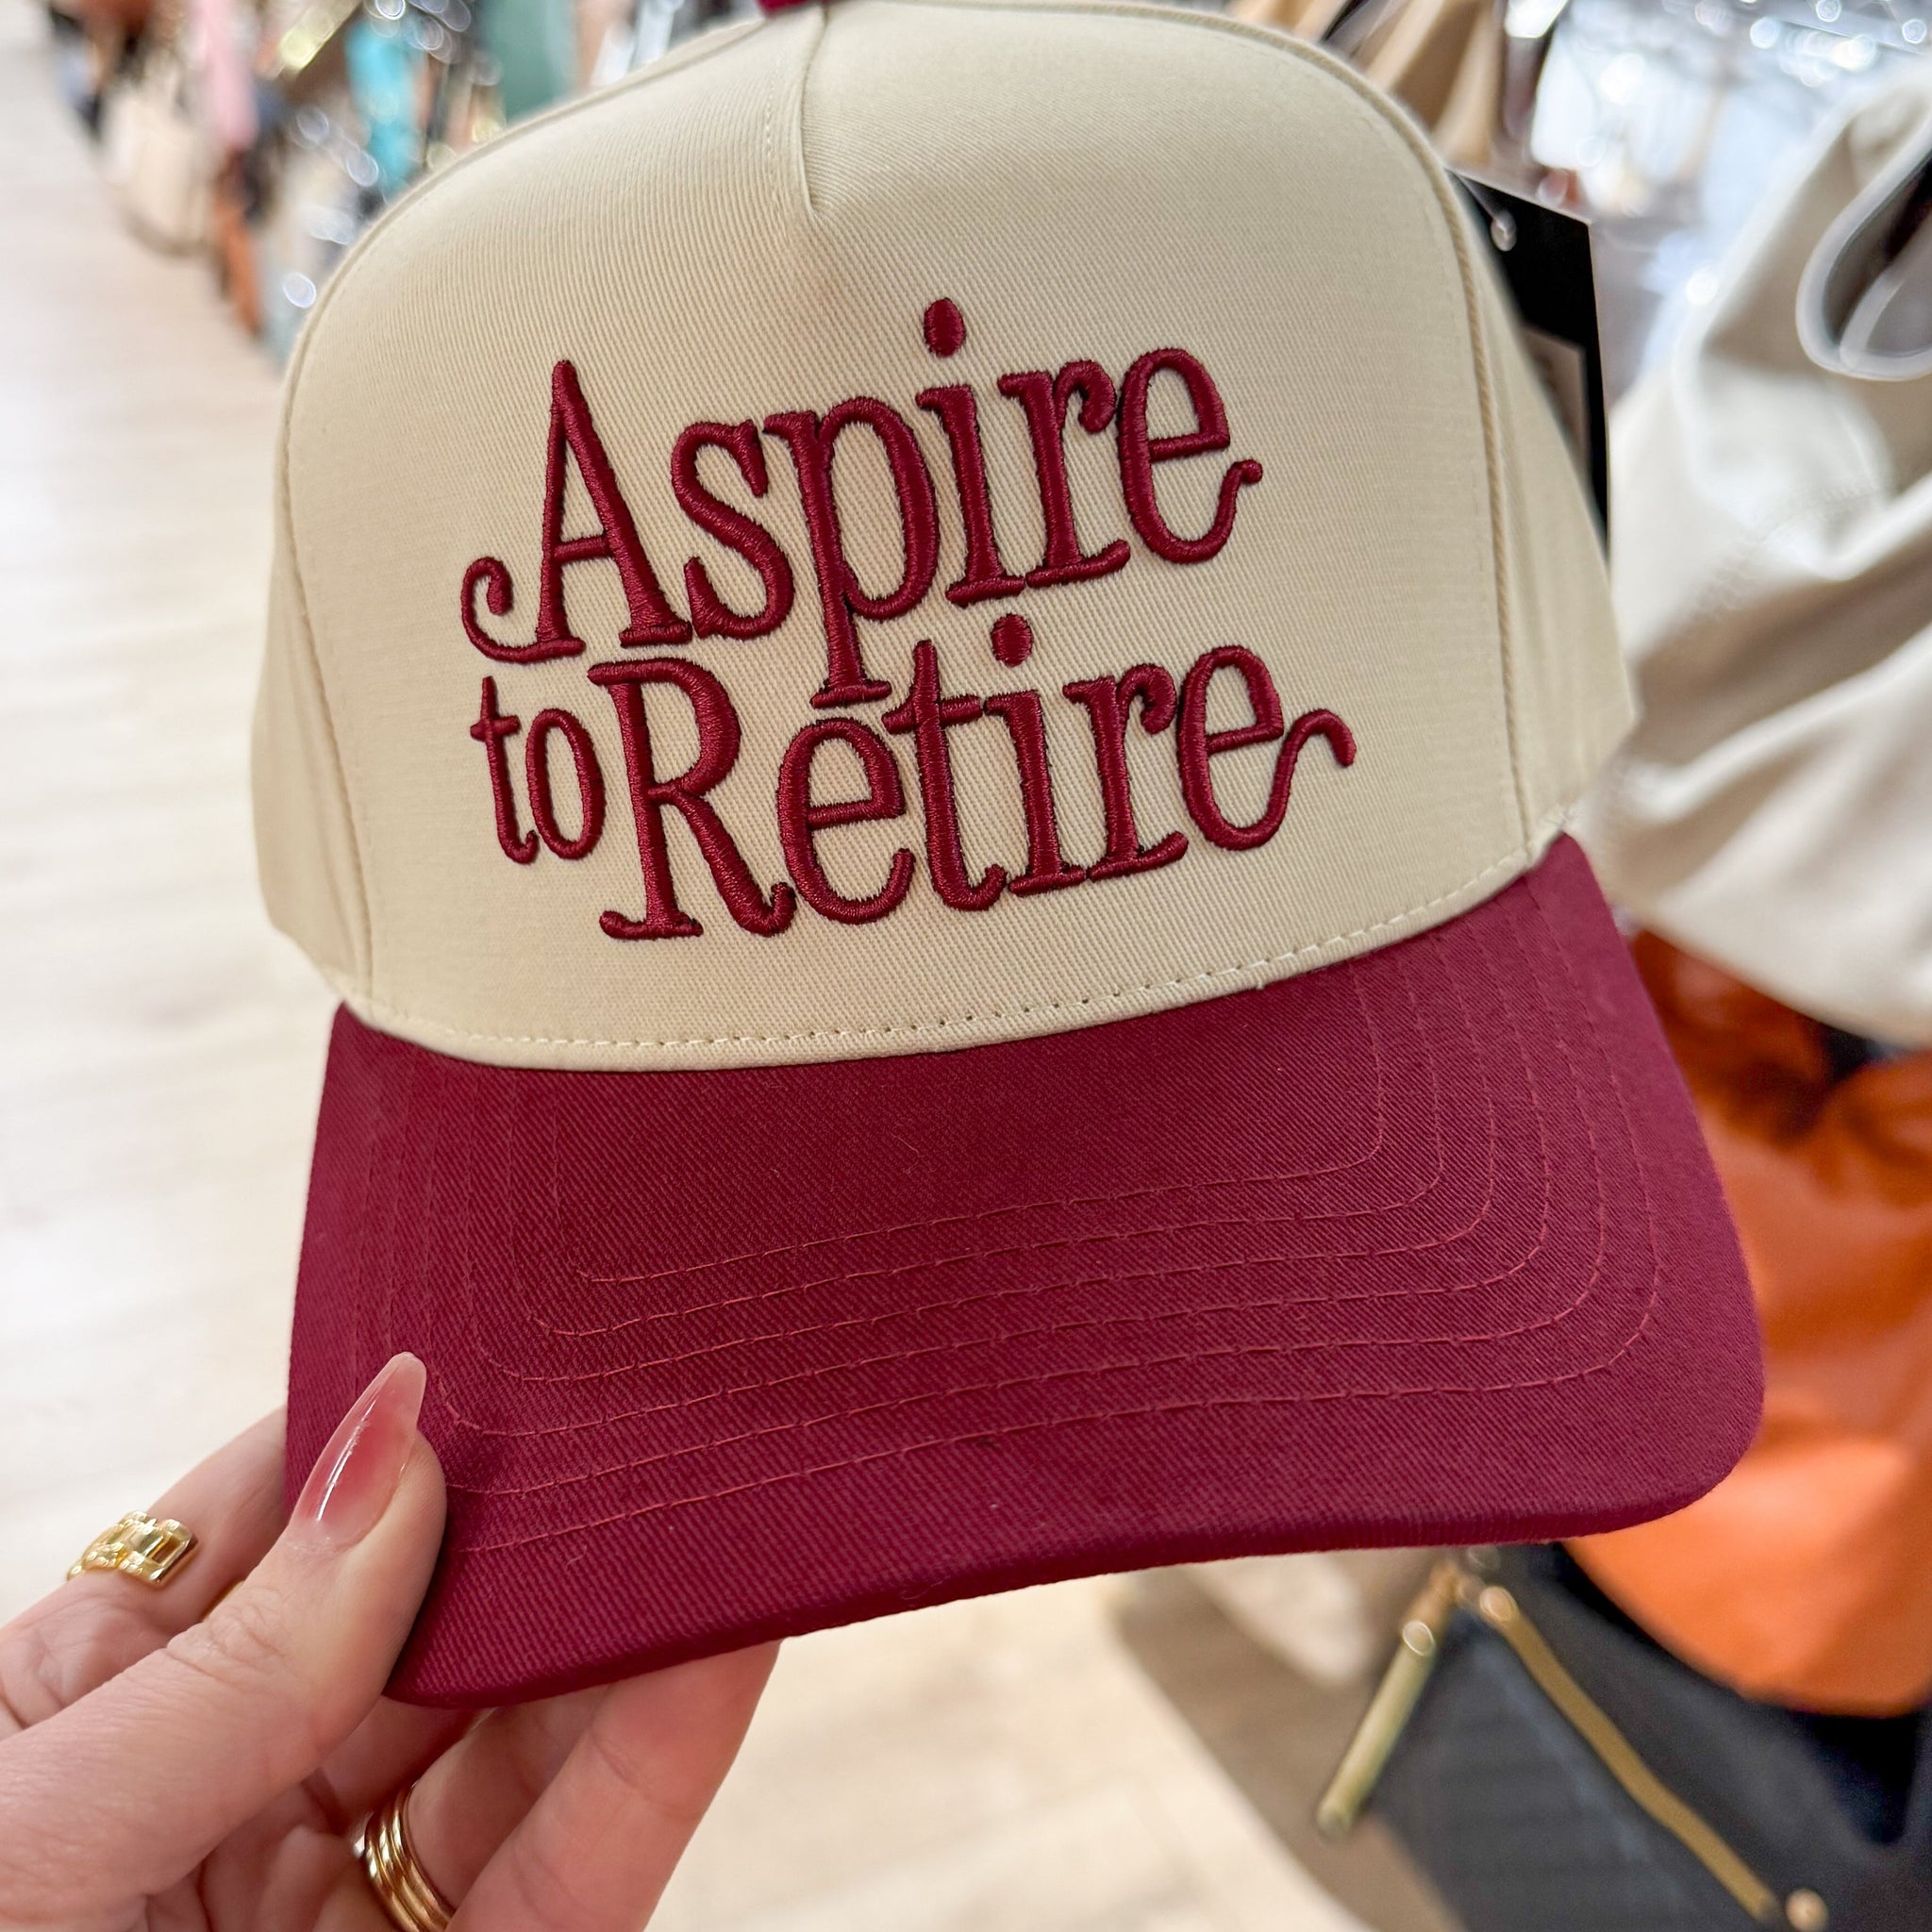 Aspire
to Retire